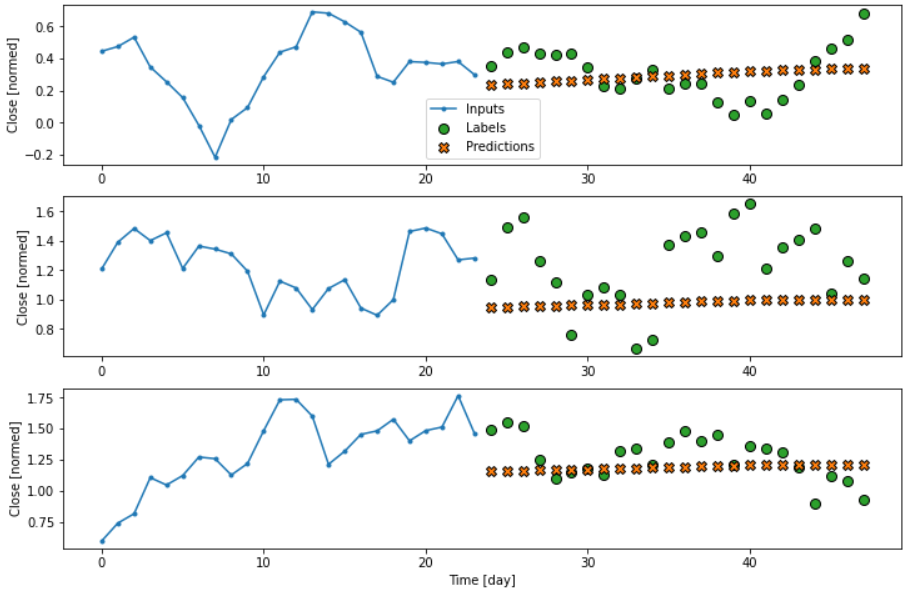 Close [normed]
0.6
0.4
0.2
0.0
−0.2
Inputs
Labels
Predictions
0 10 20 30 40
Close [normed]
1.6
1.4
1.2
1.0
0.8
0 10 20 30 40
Close [normed]
1.75
1.50
1.25
1.00
0.75
0 10 20 30 40
Time [day]